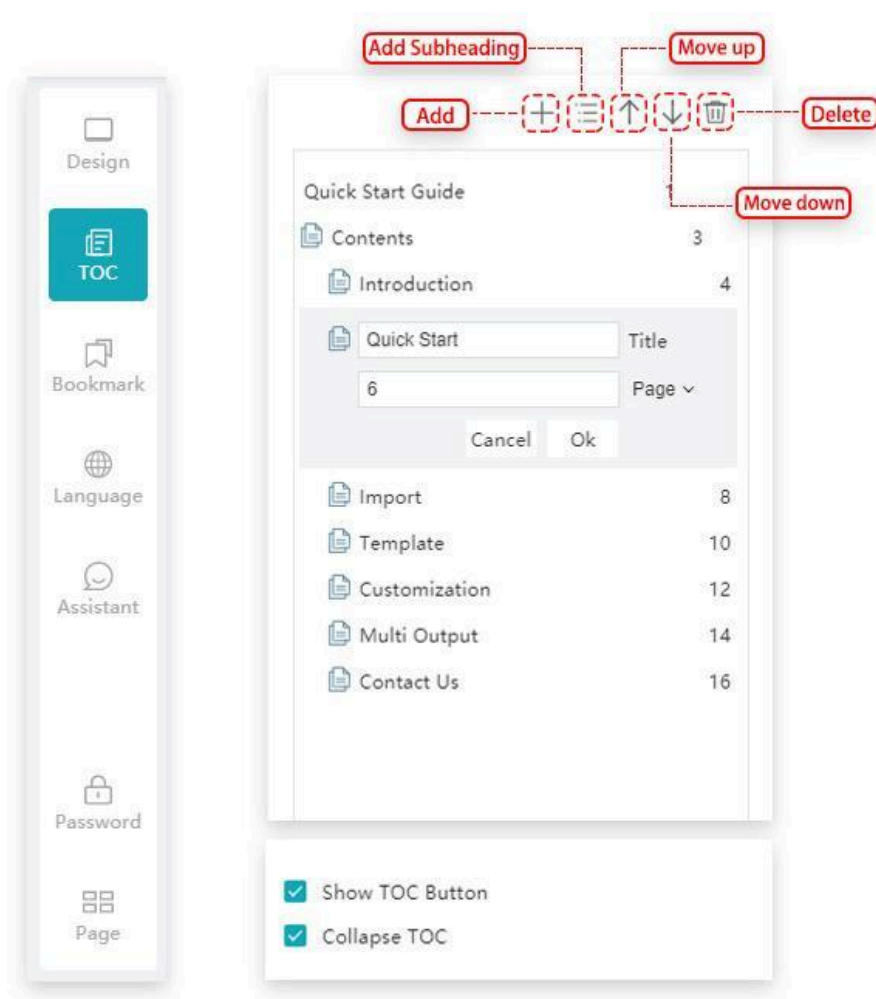 Add Subheading
Move up
Add
Delete
Move down
Design
TOC
Bookmark
Language
Assistant
Password
Page
Quick Start Guide
Contents 3
Introduction 4
Quick Start Title
6 Page
Cancel Ok
Import 8
Template 10
Customization 12
Multi Output 14
Contact Us 16
Show TOC Button
Collapse TOC